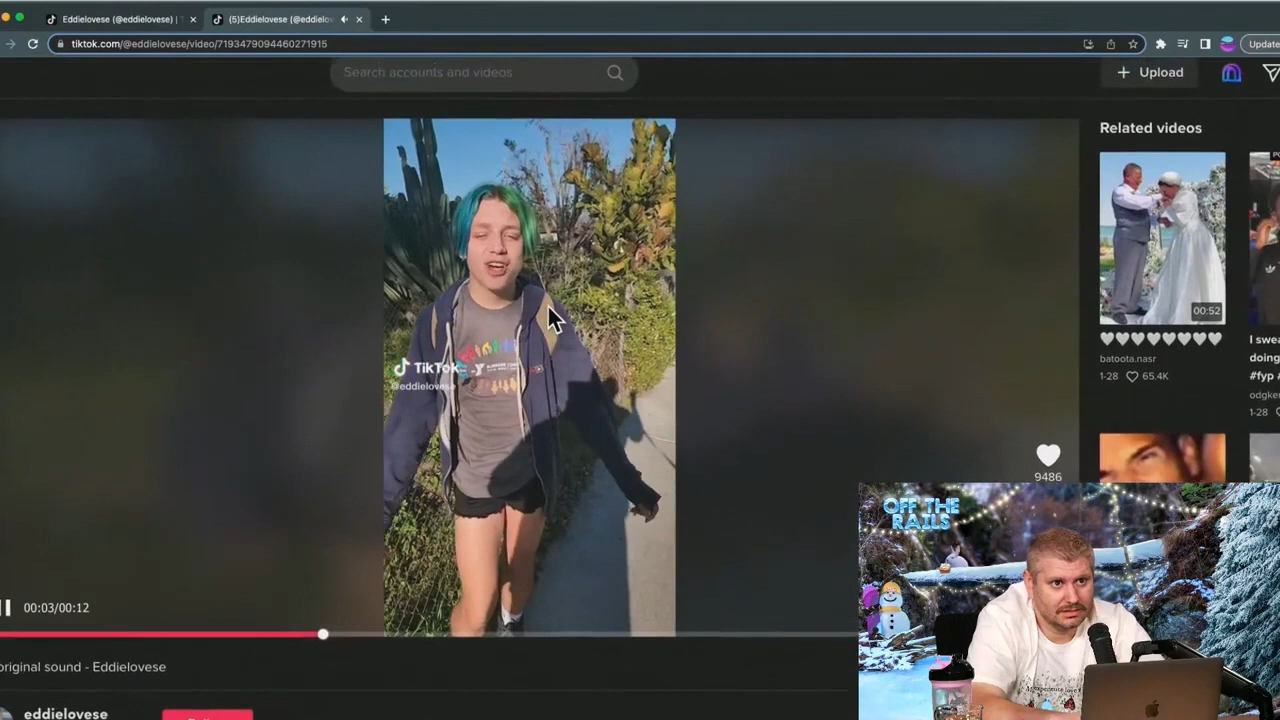 Eddielovese (@eddielovese) |
(5)Eddielovese (@eddielov
tiktok.com/@eddielovese/video/7193479094460271915
Update
Search accounts and videos
Upload
Related videos
00:52
🤍🤍🤍🤍🤍🤍🤍🤍🤍
batoota.nasr
1-28 65.4K
I swea
doing
#fyp
odgke
1-28
TikTok
@eddielovese
9486
OFF THE
RAILS
00:03/00:12
original sound - Eddielovese
eddielovese